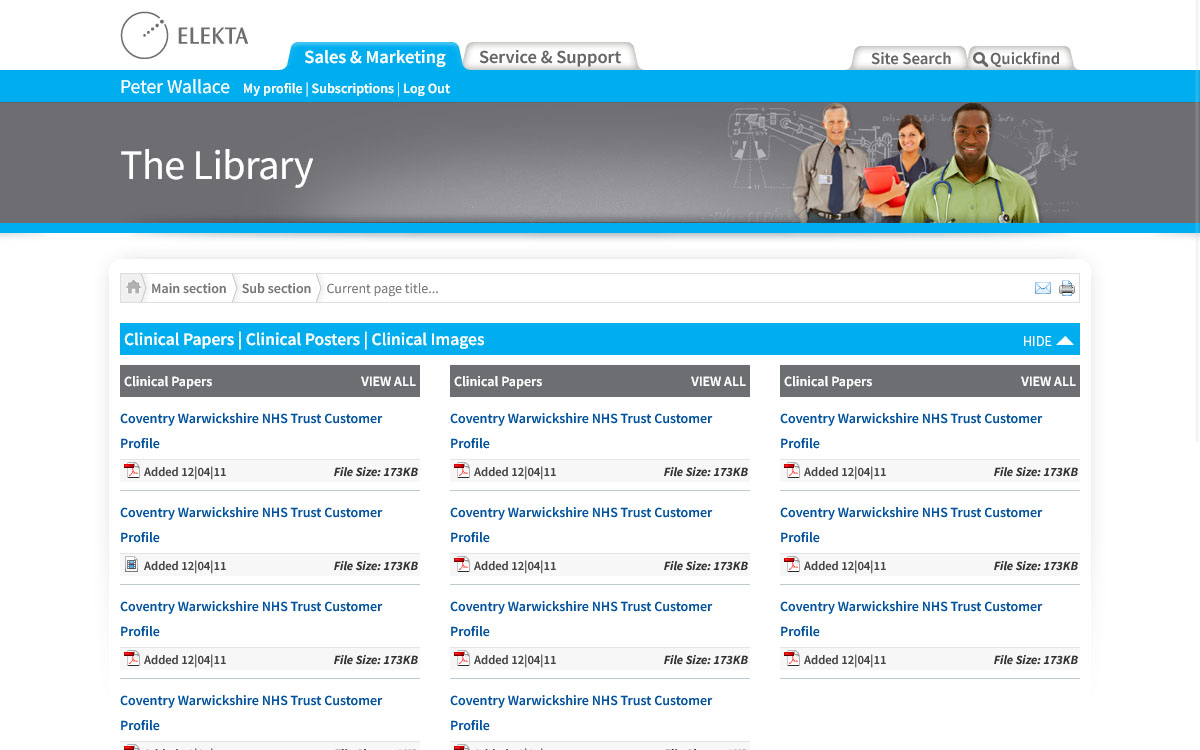 ELEKTA
Sales & Marketing
Service & Support
Site Search
Quickfind
Peter Wallace
My profile | Subscriptions | Log Out
The Library
Main section
Sub section
Current page title...
Clinical Papers | Clinical Posters | Clinical Images
HIDE
Clinical Papers VIEW ALL
Clinical Papers VIEW ALL
Clinical Papers VIEW ALL
Coventry Warwickshire NHS Trust Customer
Profile
Added 12|04|11 File Size: 173KB
Coventry Warwickshire NHS Trust Customer
Profile
Added 12|04|11 File Size: 173KB
Coventry Warwickshire NHS Trust Customer
Profile
Added 12|04|11 File Size: 173KB
Coventry Warwickshire NHS Trust Customer
Profile
Added 12|04|11 File Size: 173KB
Coventry Warwickshire NHS Trust Customer
Profile
Added 12|04|11 File Size: 173KB
Coventry Warwickshire NHS Trust Customer
Profile
Added 12|04|11 File Size: 173KB
Coventry Warwickshire NHS Trust Customer
Profile
Added 12|04|11 File Size: 173KB
Coventry Warwickshire NHS Trust Customer
Profile
Added 12|04|11 File Size: 173KB
Coventry Warwickshire NHS Trust Customer
Profile
Added 12|04|11 File Size: 173KB
Coventry Warwickshire NHS Trust Customer
Profile
Coventry Warwickshire NHS Trust Customer
Profile